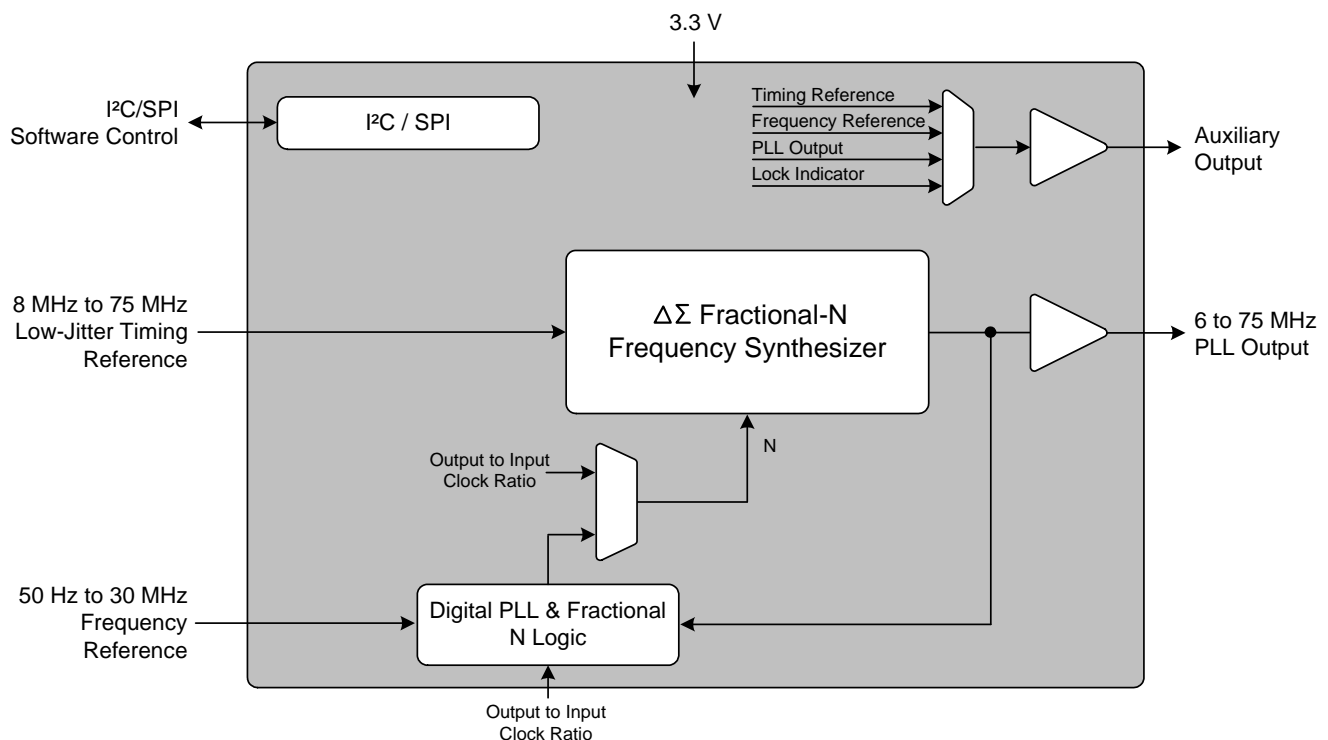 3.3 V
I²C/SPI
Software Control
I²C / SPI
Timing Reference
Frequency Reference
PLL Output
Lock Indicator
Auxiliary
Output
8 MHz to 75 MHz
Low-Jitter Timing
Reference
ΔΣ Fractional-N
Frequency Synthesizer
6 to 75 MHz
PLL Output
N
Output to Input
Clock Ratio
50 Hz to 30 MHz
Frequency
Reference
Digital PLL & Fractional
N Logic
Output to Input
Clock Ratio